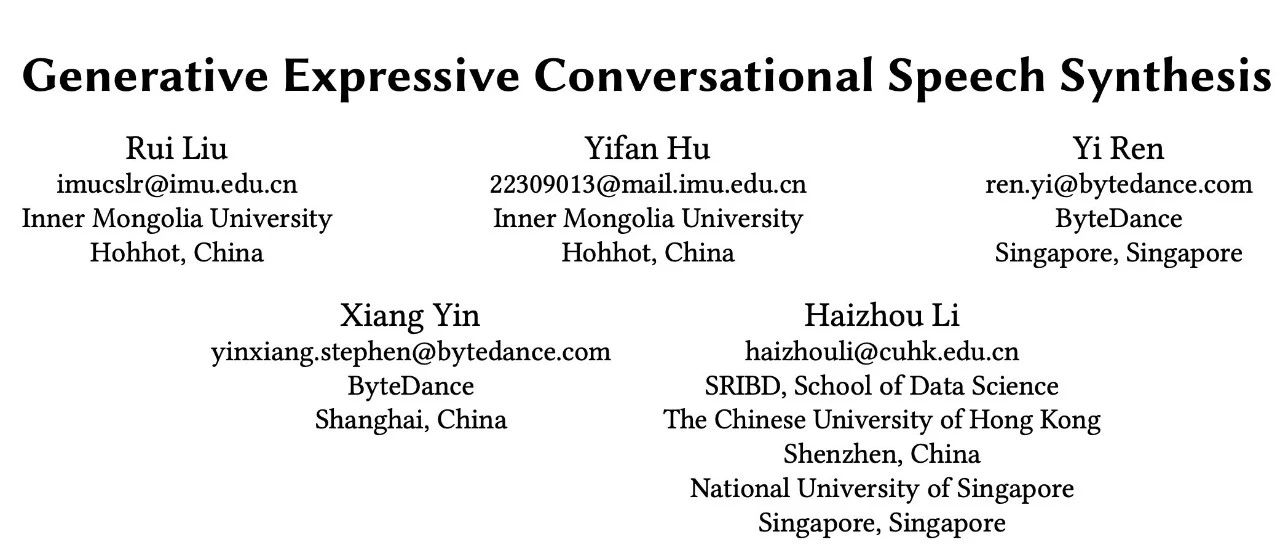 Generative Expressive Conversational Speech Synthesis
Rui Liu
imucslr@imu.edu.cn
Inner Mongolia University
Hohhot, China
Yifan Hu
22309013@mail.imu.edu.cn
Inner Mongolia University
Hohhot, China
Yi Ren
ren.yi@bytedance.com
ByteDance
Singapore, Singapore
Xiang Yin
yinxiang.stephen@bytedance.com
ByteDance
Shanghai, China
Haizhou Li
haizhouli@cuhk.edu.cn
SRIBD, School of Data Science
The Chinese University of Hong Kong
Shenzhen, China
National University of Singapore
Singapore, Singapore